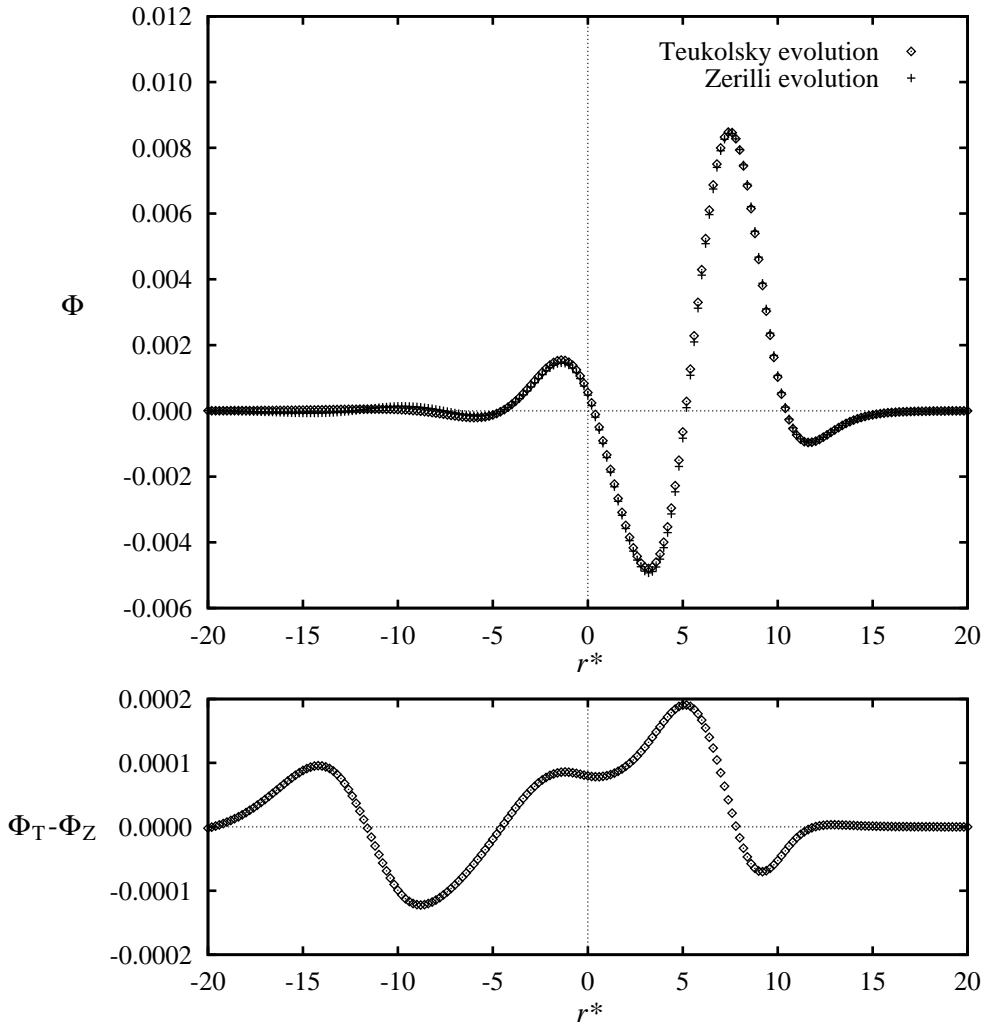 0.012
0.010
0.008
0.006
0.004
0.002
0.000
-0.002
-0.004
-0.006
Φ
Teukolsky evolution
Zerilli evolution
-20 -15 -10 -5 0 5 10 15 20
r*
0.0002
0.0001
0.0000
-0.0001
-0.0002
Φ_T-Φ_Z
-20 -15 -10 -5 0 5 10 15 20
r*